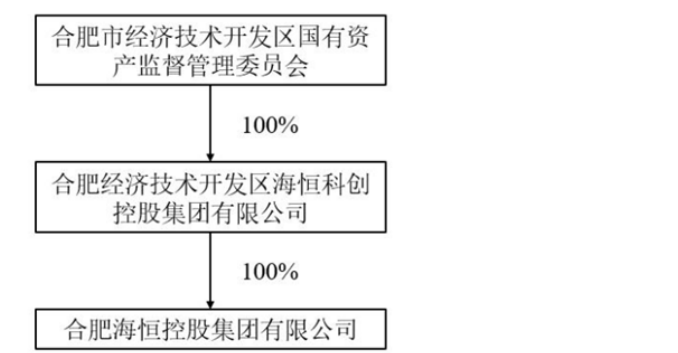 合肥市经济技术开发区国有资
产监督管理委员会
100%
合肥经济技术开发区海恒科创
控股集团有限公司
100%
合肥海恒控股集团有限公司